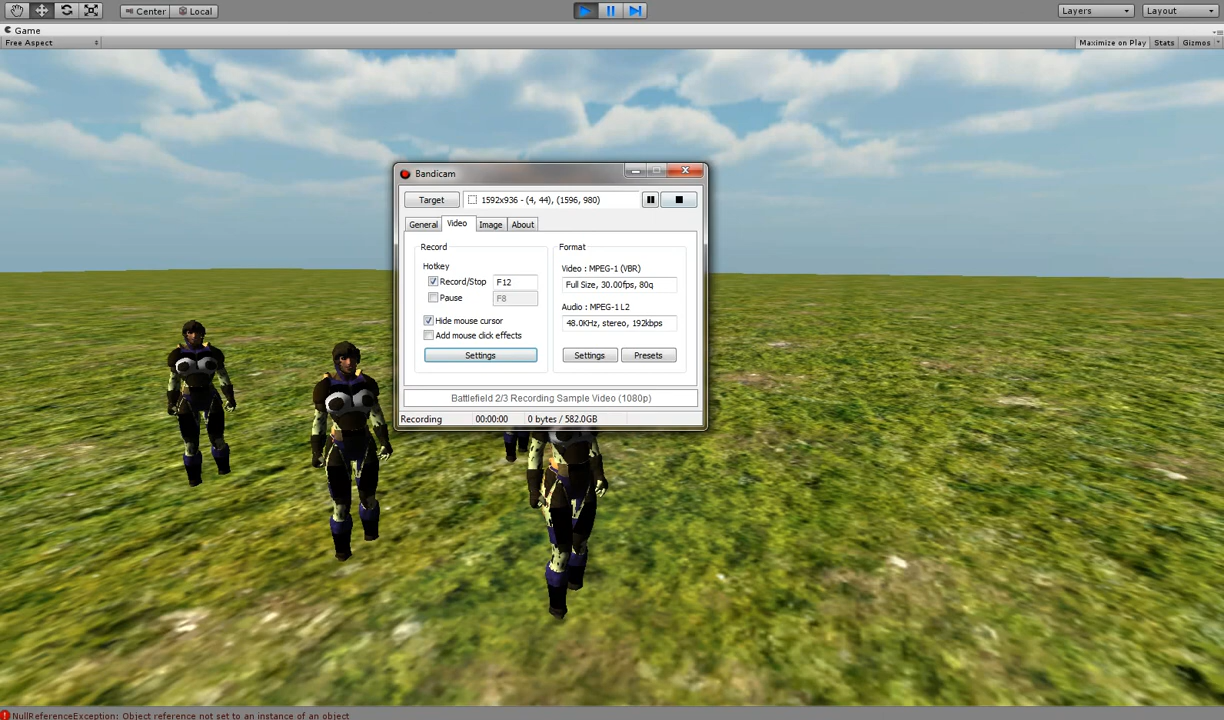 Center Local Layers Layout
Game
Free Aspect Maximize on Play Stats Gizmos
Bandicam
Target 1592x936 - (4, 44), (1596, 980)
General Video Image About
Record Format
Hotkey
Video : MPEG-1 (VBR)
Record/Stop F12
Full Size, 30.00fps, 80q
Pause F8
Audio : MPEG-1 L2
Hide mouse cursor
48.0KHz, stereo, 192kbps
Add mouse click effects
Settings Settings Presets
Battlefield 2/3 Recording Sample Video (1080p)
Recording 00:00:00 0 bytes / 582.0GB
NullReferenceException: Object reference not set to an instance of an object